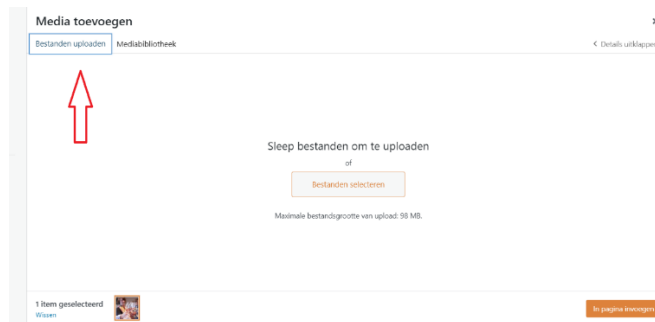 Media toevoegen
Bestanden uploaden Mediabibliotheek
Details uitklappen
Sleep bestanden om te uploaden
of
Bestanden selecteren
Maximale bestandsgrootte van upload: 98 MB.
1 item geselecteerd
Wissen
In pagina invoegen